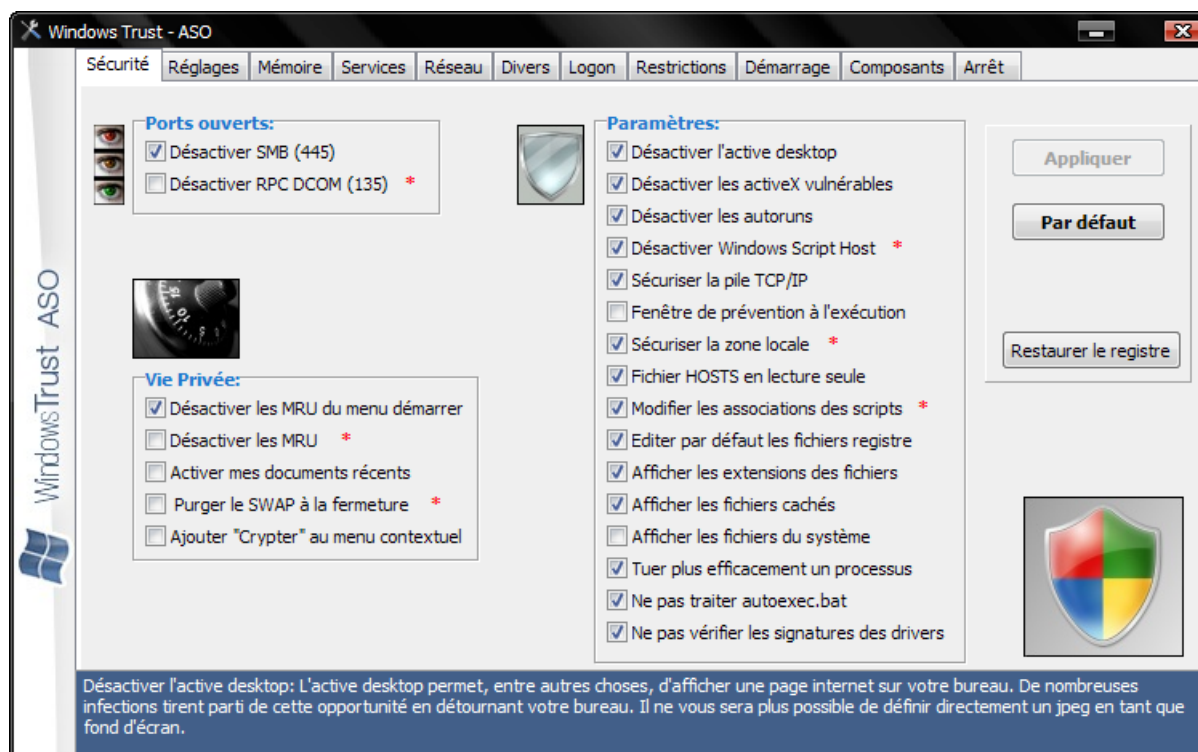 Windows Trust - ASO
Sécurité Réglages Mémoire Services Réseau Divers Logon Restrictions Démarrage Composants Arrêt
Ports ouverts:
Désactiver SMB (445)
Désactiver RPC DCOM (135) *
Vie Privée:
Désactiver les MRU du menu démarrer
Désactiver les MRU *
Activer mes documents récents
Purger le SWAP à la fermeture *
Ajouter "Crypter" au menu contextuel
Paramètres:
Désactiver l'active desktop
Désactiver les activeX vulnérables
Désactiver les autoruns
Désactiver Windows Script Host *
Sécuriser la pile TCP/IP
Fenêtre de prévention à l'exécution
Sécuriser la zone locale *
Fichier HOSTS en lecture seule
Modifier les associations des scripts *
Editer par défaut les fichiers registre
Afficher les extensions des fichiers
Afficher les fichiers cachés
Afficher les fichiers du système
Tuer plus efficacement un processus
Ne pas traiter autoexec.bat
Ne pas vérifier les signatures des drivers
Appliquer
Par défaut
Restaurer le registre
WindowsTrust ASO
Désactiver l'active desktop: L'active desktop permet, entre autres choses, d'afficher une page internet sur votre bureau. De nombreuses
infections tirent parti de cette opportunité en détournant votre bureau. Il ne vous sera plus possible de définir directement un jpeg en tant que
fond d'écran.